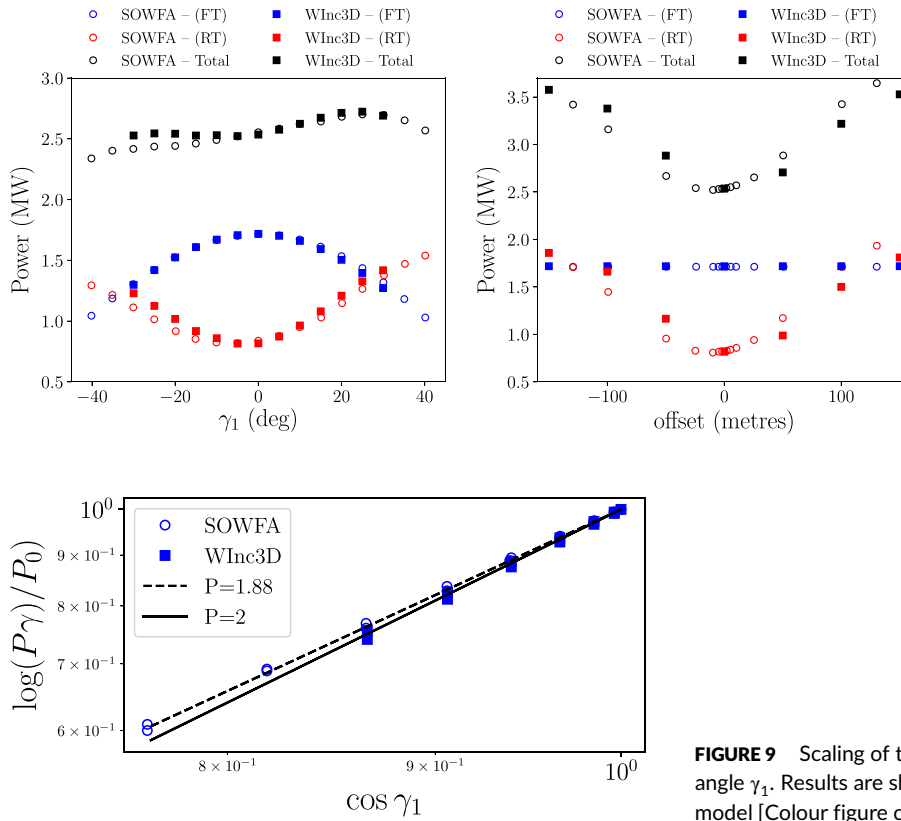 SOWFA – (FT)
SOWFA – (RT)
SOWFA – Total
WInc3D – (FT)
WInc3D – (RT)
WInc3D – Total
SOWFA – (FT)
SOWFA – (RT)
SOWFA – Total
WInc3D – (FT)
WInc3D – (RT)
WInc3D – Total
Power (MW)
3.0
2.5
2.0
1.5
1.0
0.5
−40
−20
0
20
40
γ₁ (deg)
Power (MW)
3.5
3.0
2.5
2.0
1.5
1.0
0.5
−100
0
100
offset (metres)
log(Pγ)/P₀)
10⁰
9 × 10⁻¹
8 × 10⁻¹
7 × 10⁻¹
6 × 10⁻¹
SOWFA
WInc3D
P=1.88
P=2
8 × 10⁻¹
9 × 10⁻¹
10⁰
cos γ₁
FIGURE 9 Scaling of t
angle γ₁. Results are sl
model [Colour figure c